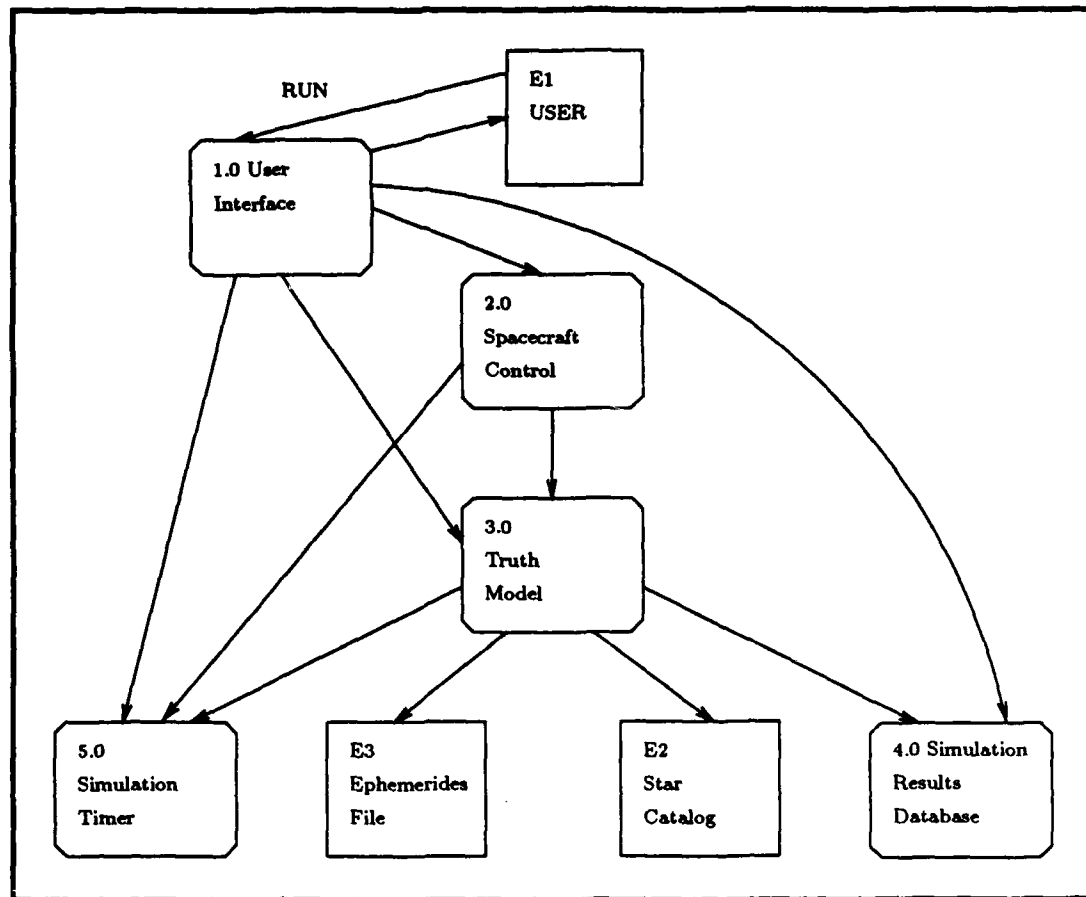 RUN
E1
USER
1.0 User
Interface
2.0
Spacecraft
Control
3.0
Truth
Model
5.0
Simulation
Timer
E3
Ephemerides
File
E2
Star
Catalog
4.0 Simulation
Results
Database